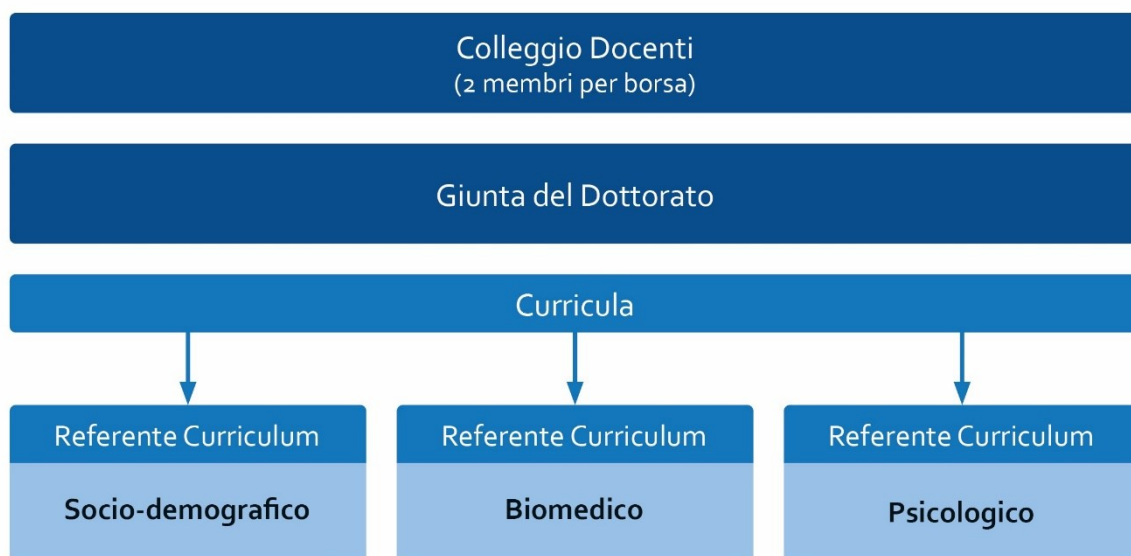 Colleggio Docenti
(2 membri per borsa)
Giunta del Dottorato
Curricula
Referente Curriculum
Socio-demografico
Referente Curriculum
Biomedico
Referente Curriculum
Psicologico